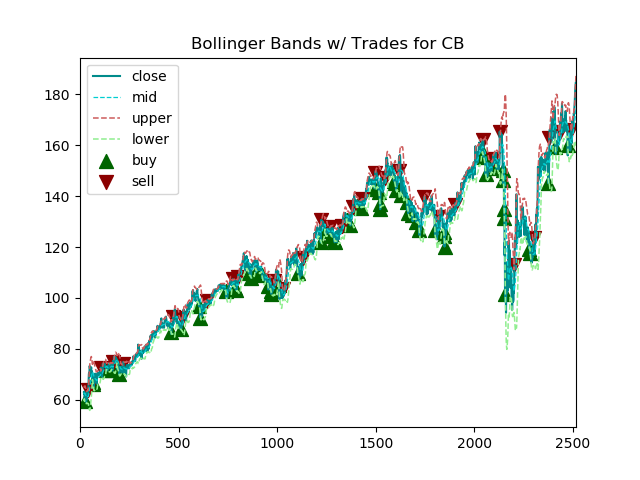 Bollinger Bands w/ Trades for CB
close
mid
upper
lower
buy
sell
180
160
140
120
100
80
60
0 500 1000 1500 2000 2500